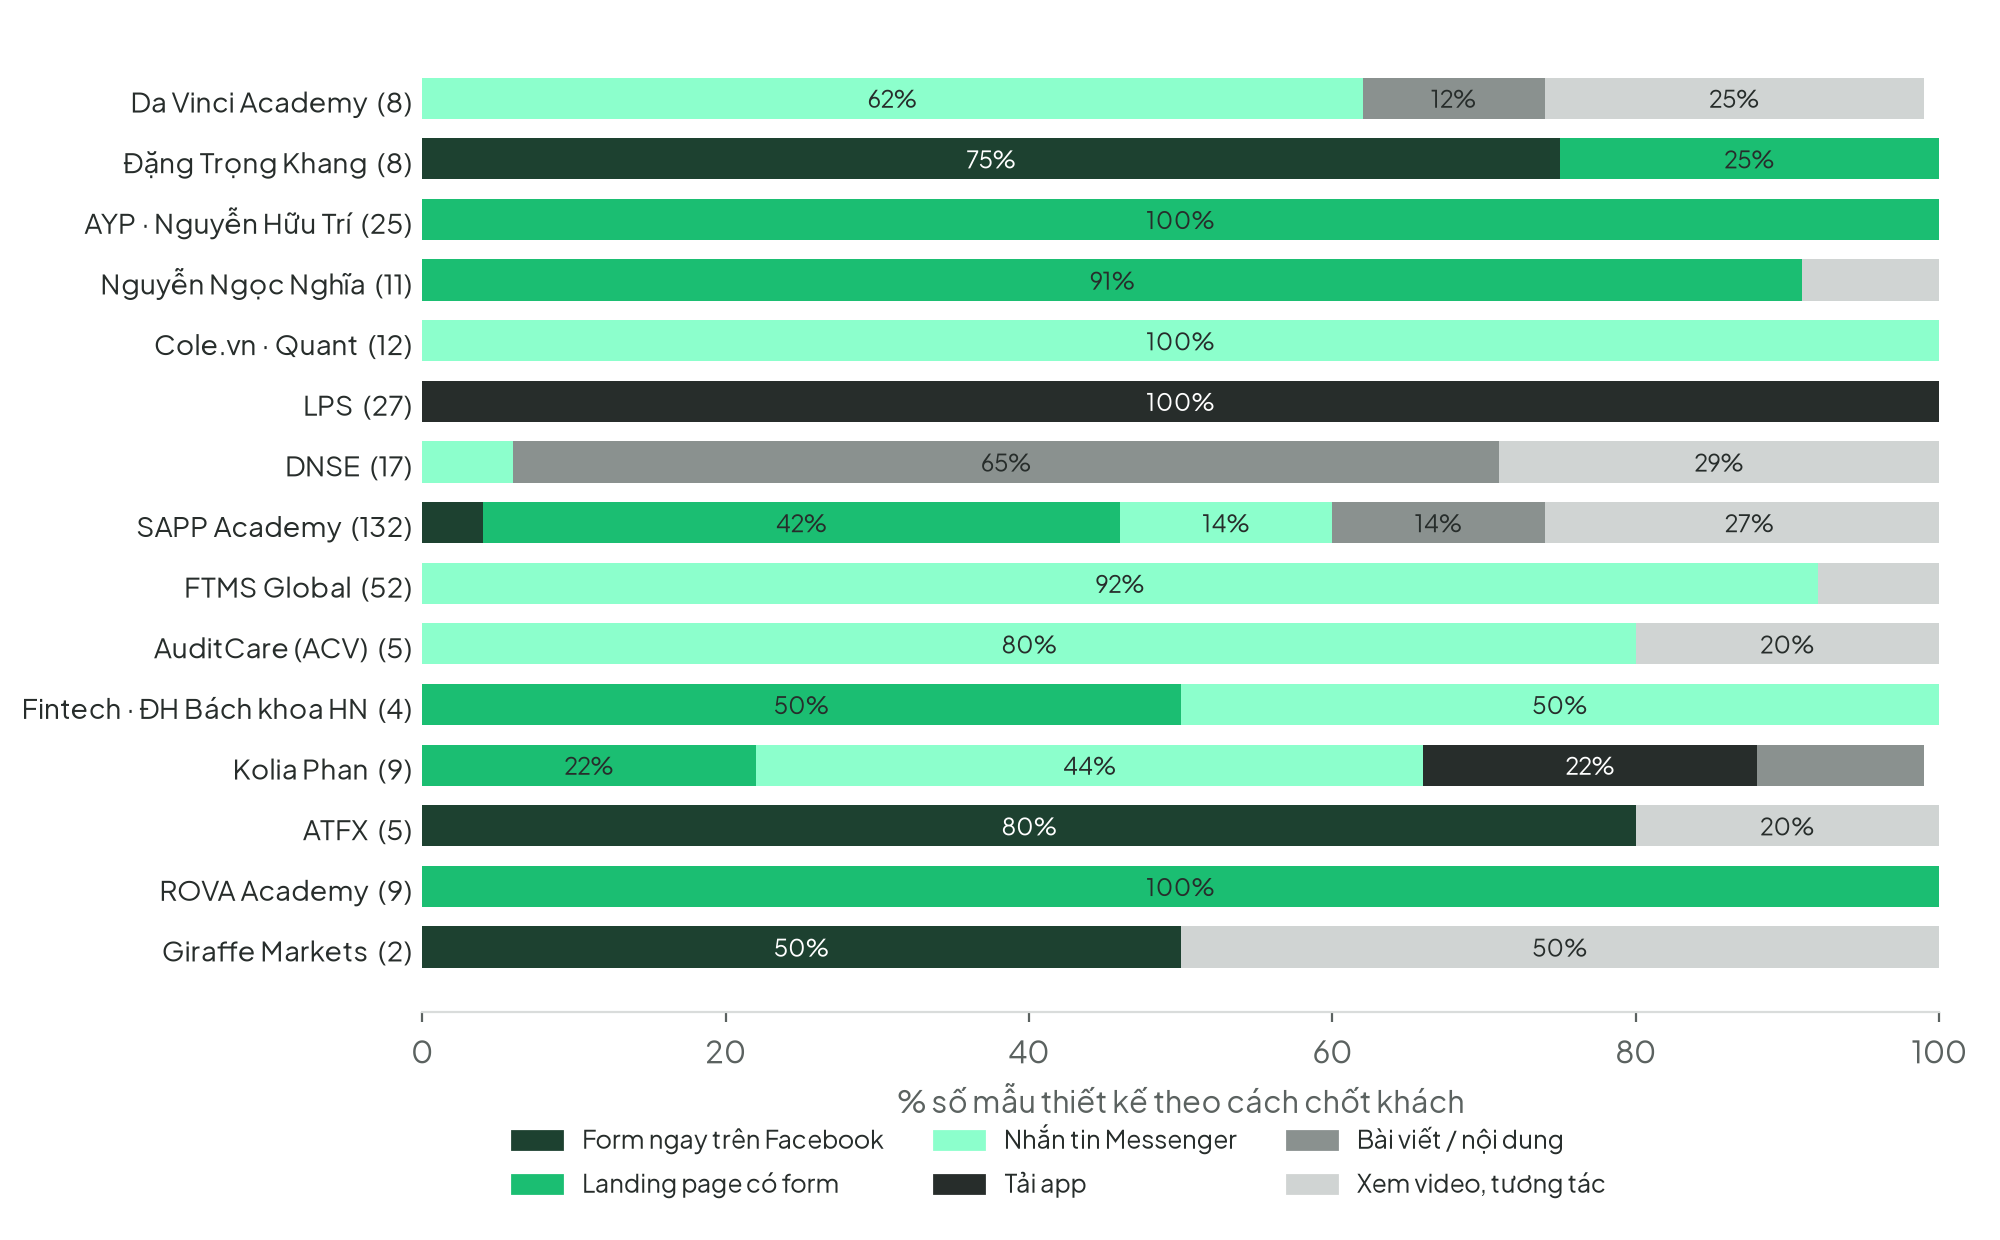 Da Vinci Academy (8) 62% 12% 25%
Đặng Trọng Khang (8) 75% 25%
AYP · Nguyễn Hữu Trí (25) 100%
Nguyễn Ngọc Nghĩa (11) 91%
Cole.vn · Quant (12) 100%
LPS (27) 100%
DNSE (17) 65% 29%
SAPP Academy (132) 42% 14% 14% 27%
FTMS Global (52) 92%
AuditCare (ACV) (5) 80% 20%
Fintech · ĐH Bách khoa HN (4) 50% 50%
Kolia Phan (9) 22% 44% 22%
ATFX (5) 80% 20%
ROVA Academy (9) 100%
Giraffe Markets (2) 50% 50%
0 20 40 60 80 100
% số mẫu thiết kế theo cách chốt khách
Form ngay trên Facebook Nhắn tin Messenger Bài viết / nội dung
Landing page có form Tải app Xem video, tương tác